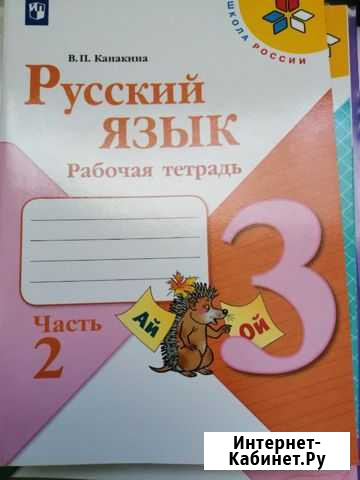 ШКОЛА РОССИИ
В. П. Канакина
Русский
язык
Рабочая тетрадь
АЙ
ОЙ
3
Часть
2
Интернет-
Кабинет.Ру